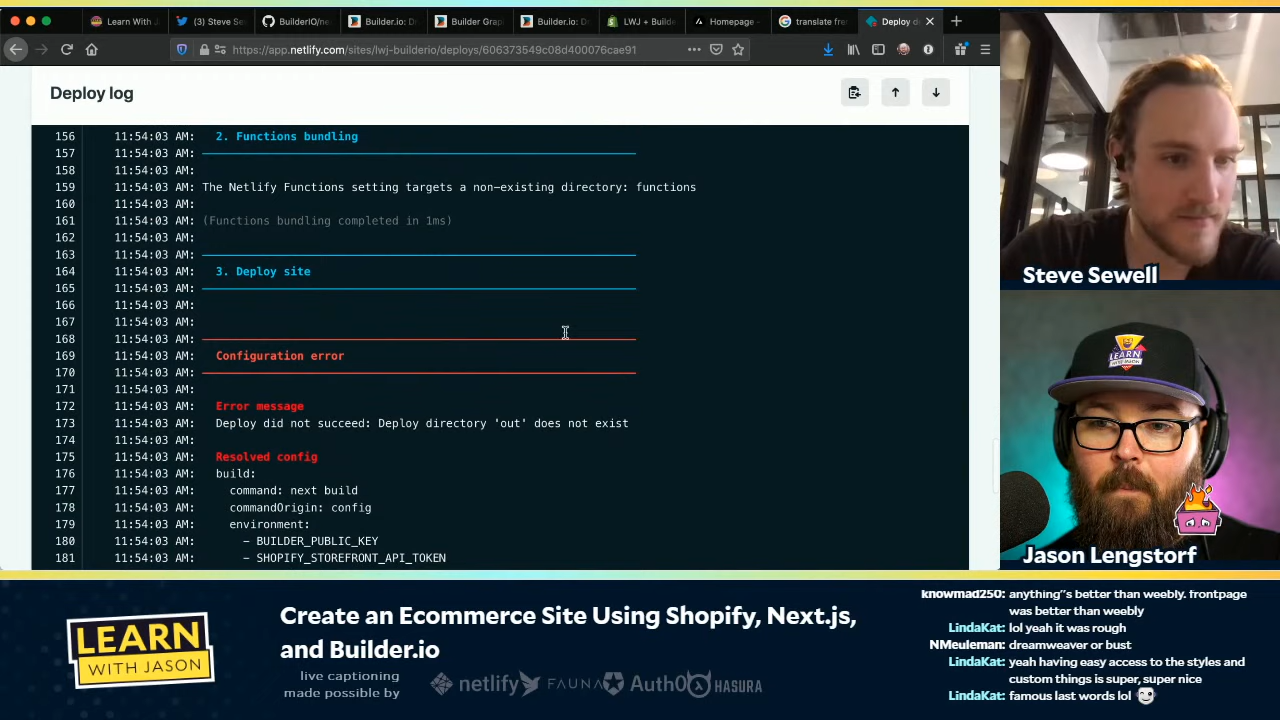 Learn With J
(3) Steve Se
BuilderIO/ne
Builder.io: D
Builder Grap
Builder.io: D
LWJ + Builde
Homepage -
translate fre
Deploy d
https://app.netlify.com/sites/lwj-builderio/deploys/606373549c08d400076cae91
Deploy log
156 11:54:03 AM: 2. Functions bundling
157 11:54:03 AM: ────────────────────────────────
158 11:54:03 AM:
159 11:54:03 AM: The Netlify Functions setting targets a non-existing directory: functions
160 11:54:03 AM:
161 11:54:03 AM: (Functions bundling completed in 1ms)
162 11:54:03 AM:
163 11:54:03 AM: ────────────────────────────────
164 11:54:03 AM: 3. Deploy site
165 11:54:03 AM: ────────────────────────────────
166 11:54:03 AM:
167 11:54:03 AM:
168 11:54:03 AM: ────────────────────────────────
169 11:54:03 AM: Configuration error
170 11:54:03 AM: ────────────────────────────────
171 11:54:03 AM:
172 11:54:03 AM: Error message
173 11:54:03 AM: Deploy did not succeed: Deploy directory 'out' does not exist
174 11:54:03 AM:
175 11:54:03 AM: Resolved config
176 11:54:03 AM: build:
177 11:54:03 AM: command: next build
178 11:54:03 AM: commandOrigin: config
179 11:54:03 AM: environment:
180 11:54:03 AM: - BUILDER_PUBLIC_KEY
181 11:54:03 AM: - SHOPIFY_STOREFRONT_API_TOKEN
Steve Sewell
LEARN
Jason Lengstorf
LEARN
WITH JASON
Create an Ecommerce Site Using Shopify, Next.js,
and Builder.io
live captioning
made possible by
netlify
FAUNA
Auth0
HASURA
knowmad250: anything"s better than weebly. frontpage
was better than weebly
LindaKat: lol yeah it was rough
NMeuleman: dreamweaver or bust
LindaKat: yeah having easy access to the styles and
custom things is super, super nice
LindaKat: famous last words lol